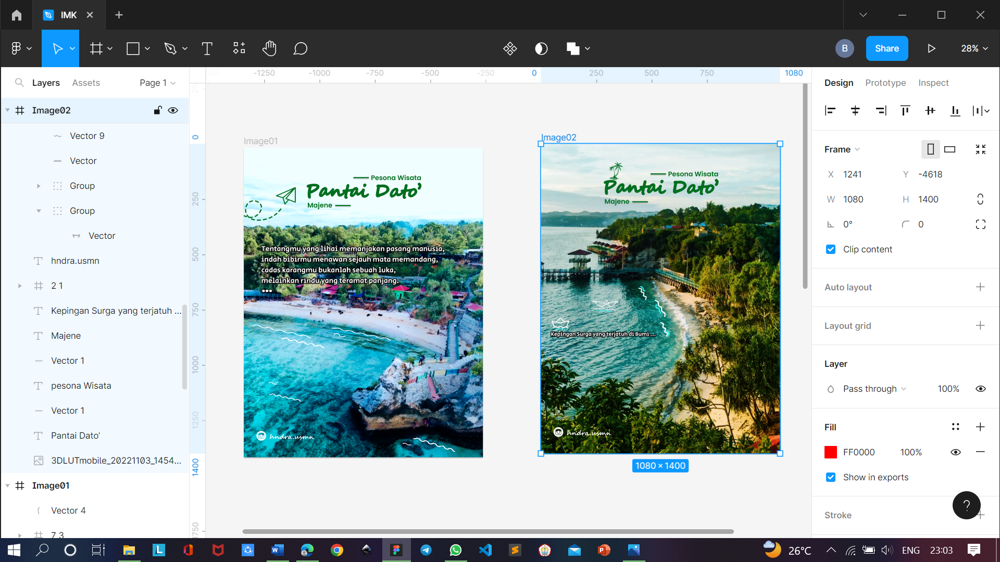 IMK
B
Share
28%
Layers
Assets
Page 1
Image02
Vector 9
Vector
Group
Group
Vector
hndra.usmn
2 1
Kepingan Surga yang terjatuh ...
Majene
Vector 1
pesona Wisata
Vector 1
Pantai Dato’
3DLUTmobile_20221103_1454...
Image01
Vector 4
7 3
-1250
-1000
-750
-500
-250
0
250
500
750
1080
0
250
500
750
1000
1250
1400
1750
Image01
Pesona Wisata
Pantai Dato’
Majene
Tentangmu yang lihai memanjakan pasang manusia,
indah bibirmu menawan sejauh mata memandang,
cadas karangmu bukanlah sebuah luka,
melainkan rindu yang teramat panjang.
...
hndra.usmn
Image02
Pesona Wisata
Pantai Dato’
Majene
Kepingan Surga yang terjatuh di Bumi ...
hndra.usmn
1080 × 1400
Design
Prototype
Inspect
Frame
X 1241
Y -4618
W 1080
H 1400
0°
0
Clip content
Auto layout
Layout grid
Layer
Pass through
100%
Fill
FF0000
100%
Show in exports
Stroke
?
26°C
ENG
23:03